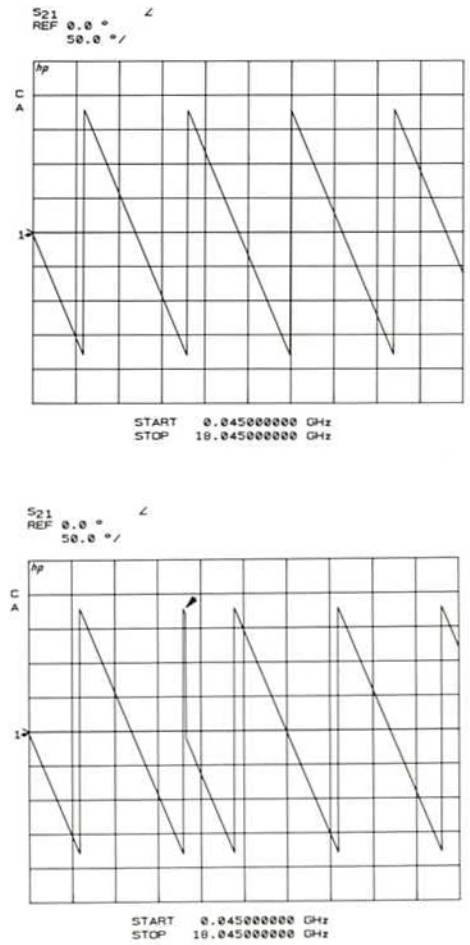 S21 ∠
REF 0.0 °
50.0 °/
hp
C
A
1>
START 0.045000000 GHz
STOP 18.045000000 GHz
S21 ∠
REF 0.0 °
50.0 °/
hp
C
A
1>
START 0.045000000 GHz
STOP 18.045000000 GHz